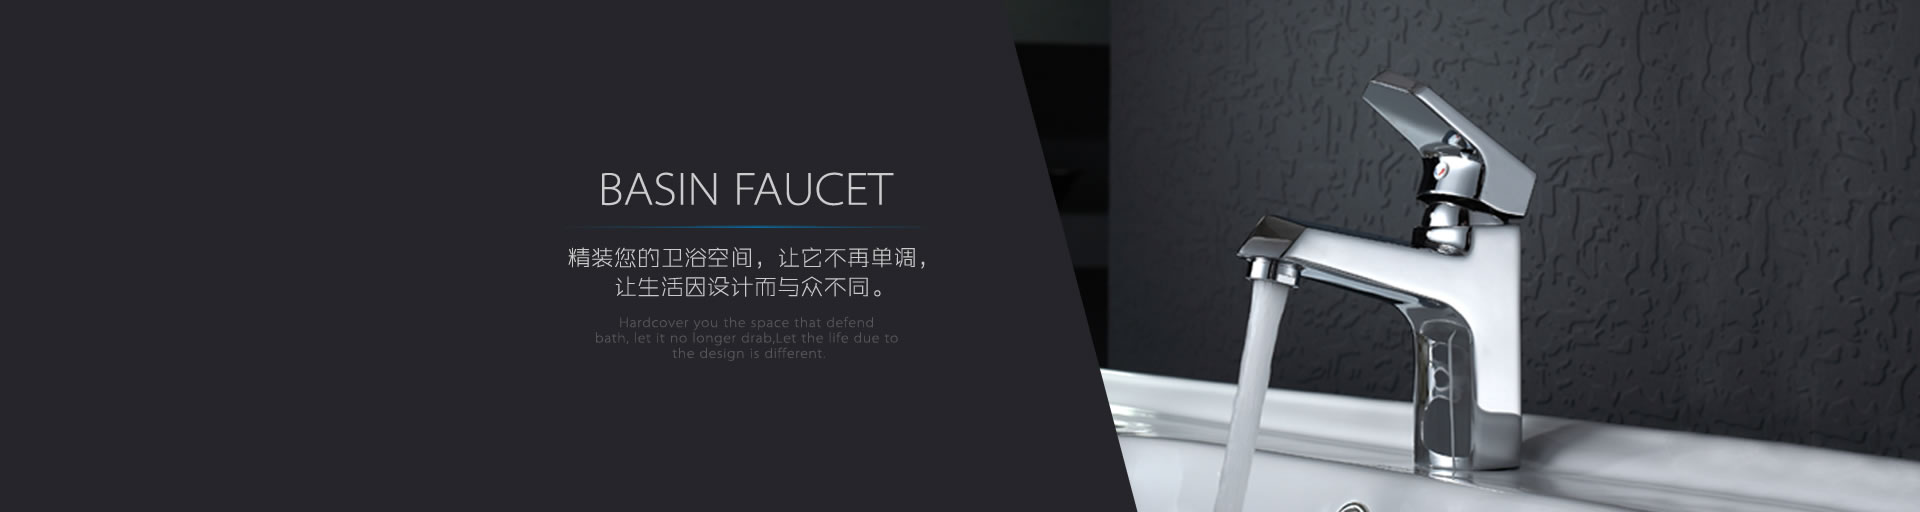 BASIN FAUCET
精装您的卫浴空间，让它不再单调，
让生活因设计而与众不同。
Hardcover you the space that defend
bath, let it no longer drab,Let the life due to
the design is different.